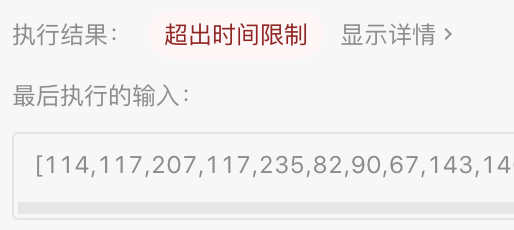 执行结果： 超出时间限制 显示详情 >
最后执行的输入：
[114,117,207,117,235,82,90,67,143,14